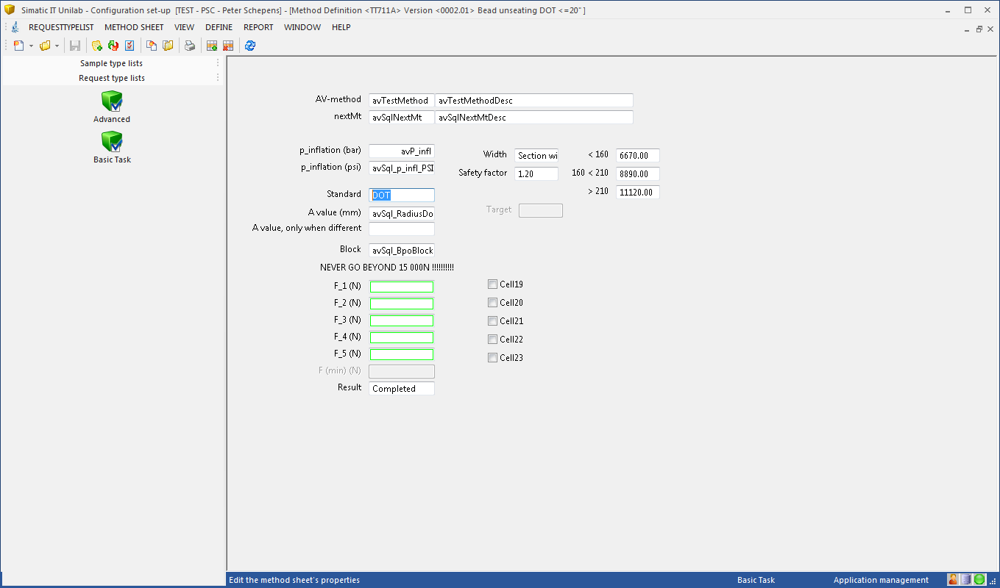 Simatic IT Unilab - Configuration set-up [TEST - PSC - Peter Schepens] - [Method Definition <TT711A> Version <0002.01> Bead unseating DOT <=20" ]
REQUESTTYPELIST METHOD SHEET VIEW DEFINE REPORT WINDOW HELP
Sample type lists
Request type lists
Advanced
Basic Task
AV-method avTestMethod avTestMethodDesc
nextMt avSqlNextMt avSqlNextMtDesc
p_inflation (bar) avP_infl
p_inflation (psi) avSql_p_infl_PSI
Width Section wi < 160 6670.00
Safety factor 1.20 160 < 210 8890.00
> 210 11120.00
Standard DOT
A value (mm) avSql_RadiusDo
Target
A value, only when different
Block avSql_BpoBlock
NEVER GO BEYOND 15 000N !!!!!!!!!!
F_1 (N) Cell19
F_2 (N) Cell20
F_3 (N) Cell21
F_4 (N) Cell22
F_5 (N) Cell23
F (min) (N)
Result Completed
Edit the method sheet's properties Basic Task Application management